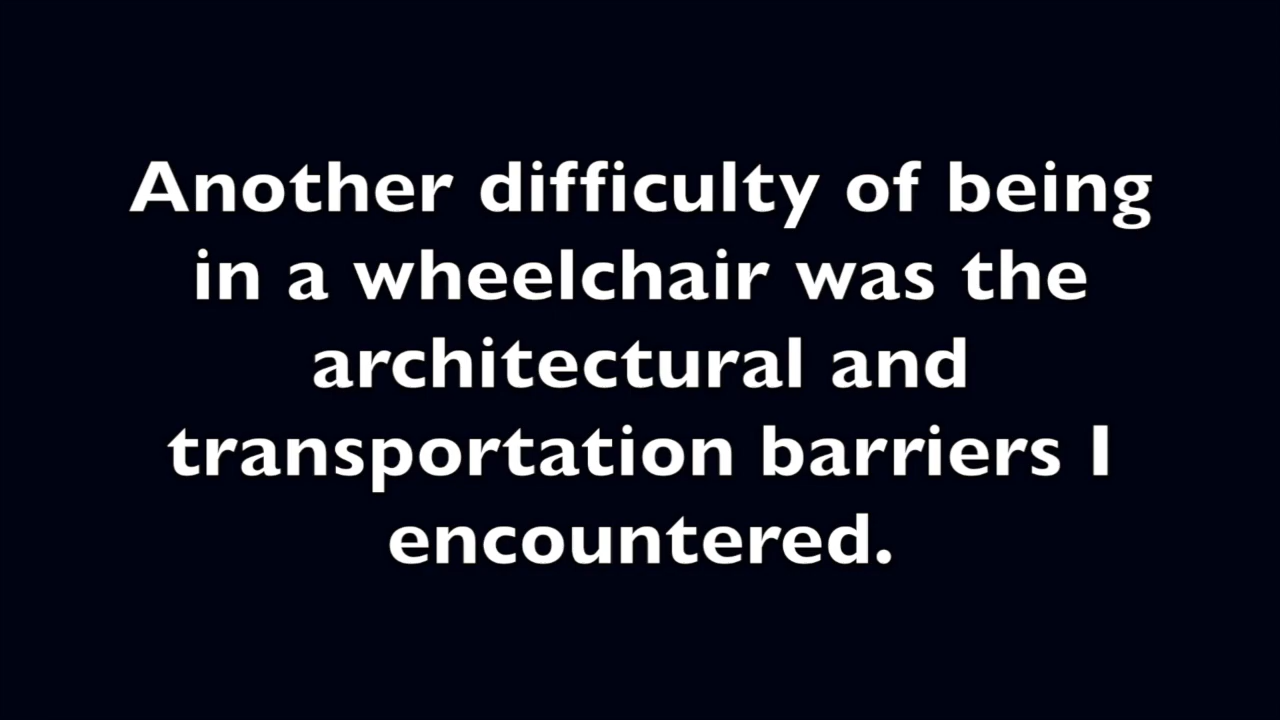 Another difficulty of being
in a wheelchair was the
architectural and
transportation barriers I
encountered.